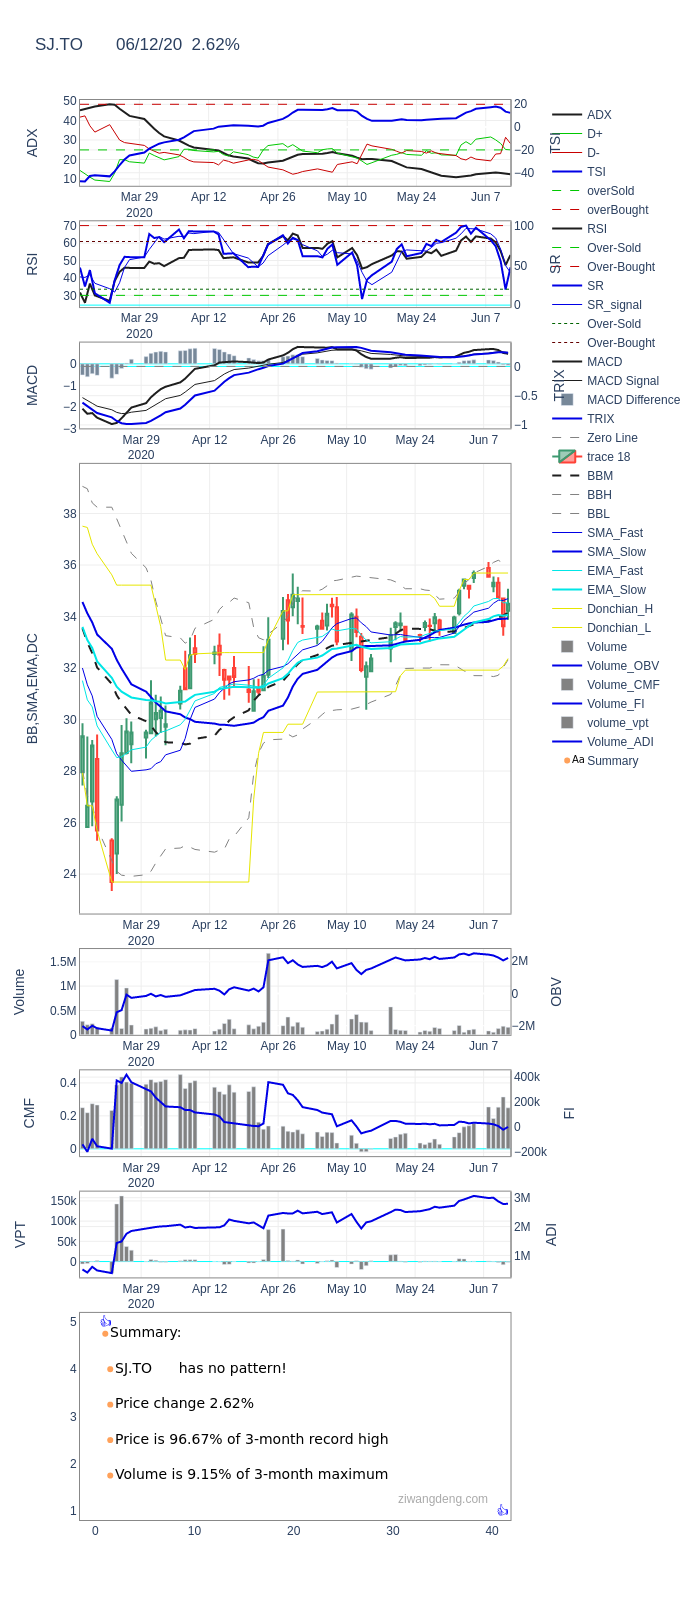 SJ.TO 06/12/20 2.62%
50
40
30
20
10
ADX
20
0
−20
−40
TSI
Mar 29
2020
Apr 12
Apr 26
May 10
May 24
Jun 7
70
60
50
40
30
RSI
100
50
0
SR
Mar 29
2020
Apr 12
Apr 26
May 10
May 24
Jun 7
0
−1
−2
−3
MACD
0
−0.5
−1
TRIX
Mar 29
2020
Apr 12
Apr 26
May 10
May 24
Jun 7
38
36
34
32
30
28
26
24
BB,SMA,EMA,DC
Mar 29
2020
Apr 12
Apr 26
May 10
May 24
Jun 7
1.5M
1M
0.5M
0
Volume
2M
0
−2M
OBV
Mar 29
2020
Apr 12
Apr 26
May 10
May 24
Jun 7
0.4
0.2
0
CMF
400k
200k
0
−200k
FI
Mar 29
2020
Apr 12
Apr 26
May 10
May 24
Jun 7
150k
100k
50k
0
VPT
3M
2M
1M
ADI
Mar 29
2020
Apr 12
Apr 26
May 10
May 24
Jun 7
5
4
3
2
1
Summary:
SJ.TO has no pattern!
Price change 2.62%
Price is 96.67% of 3-month record high
Volume is 9.15% of 3-month maximum
ziwangdeng.com
0
10
20
30
40
ADX
D+
D-
TSI
overSold
overBought
RSI
Over-Sold
Over-Bought
SR
SR_signal
Over-Sold
Over-Bought
MACD
MACD Signal
MACD Difference
TRIX
Zero Line
trace 18
BBM
BBH
BBL
SMA_Fast
SMA_Slow
EMA_Fast
EMA_Slow
Donchian_H
Donchian_L
Volume
Volume_OBV
Volume_CMF
Volume_FI
volume_vpt
Volume_ADI
Aa Summary